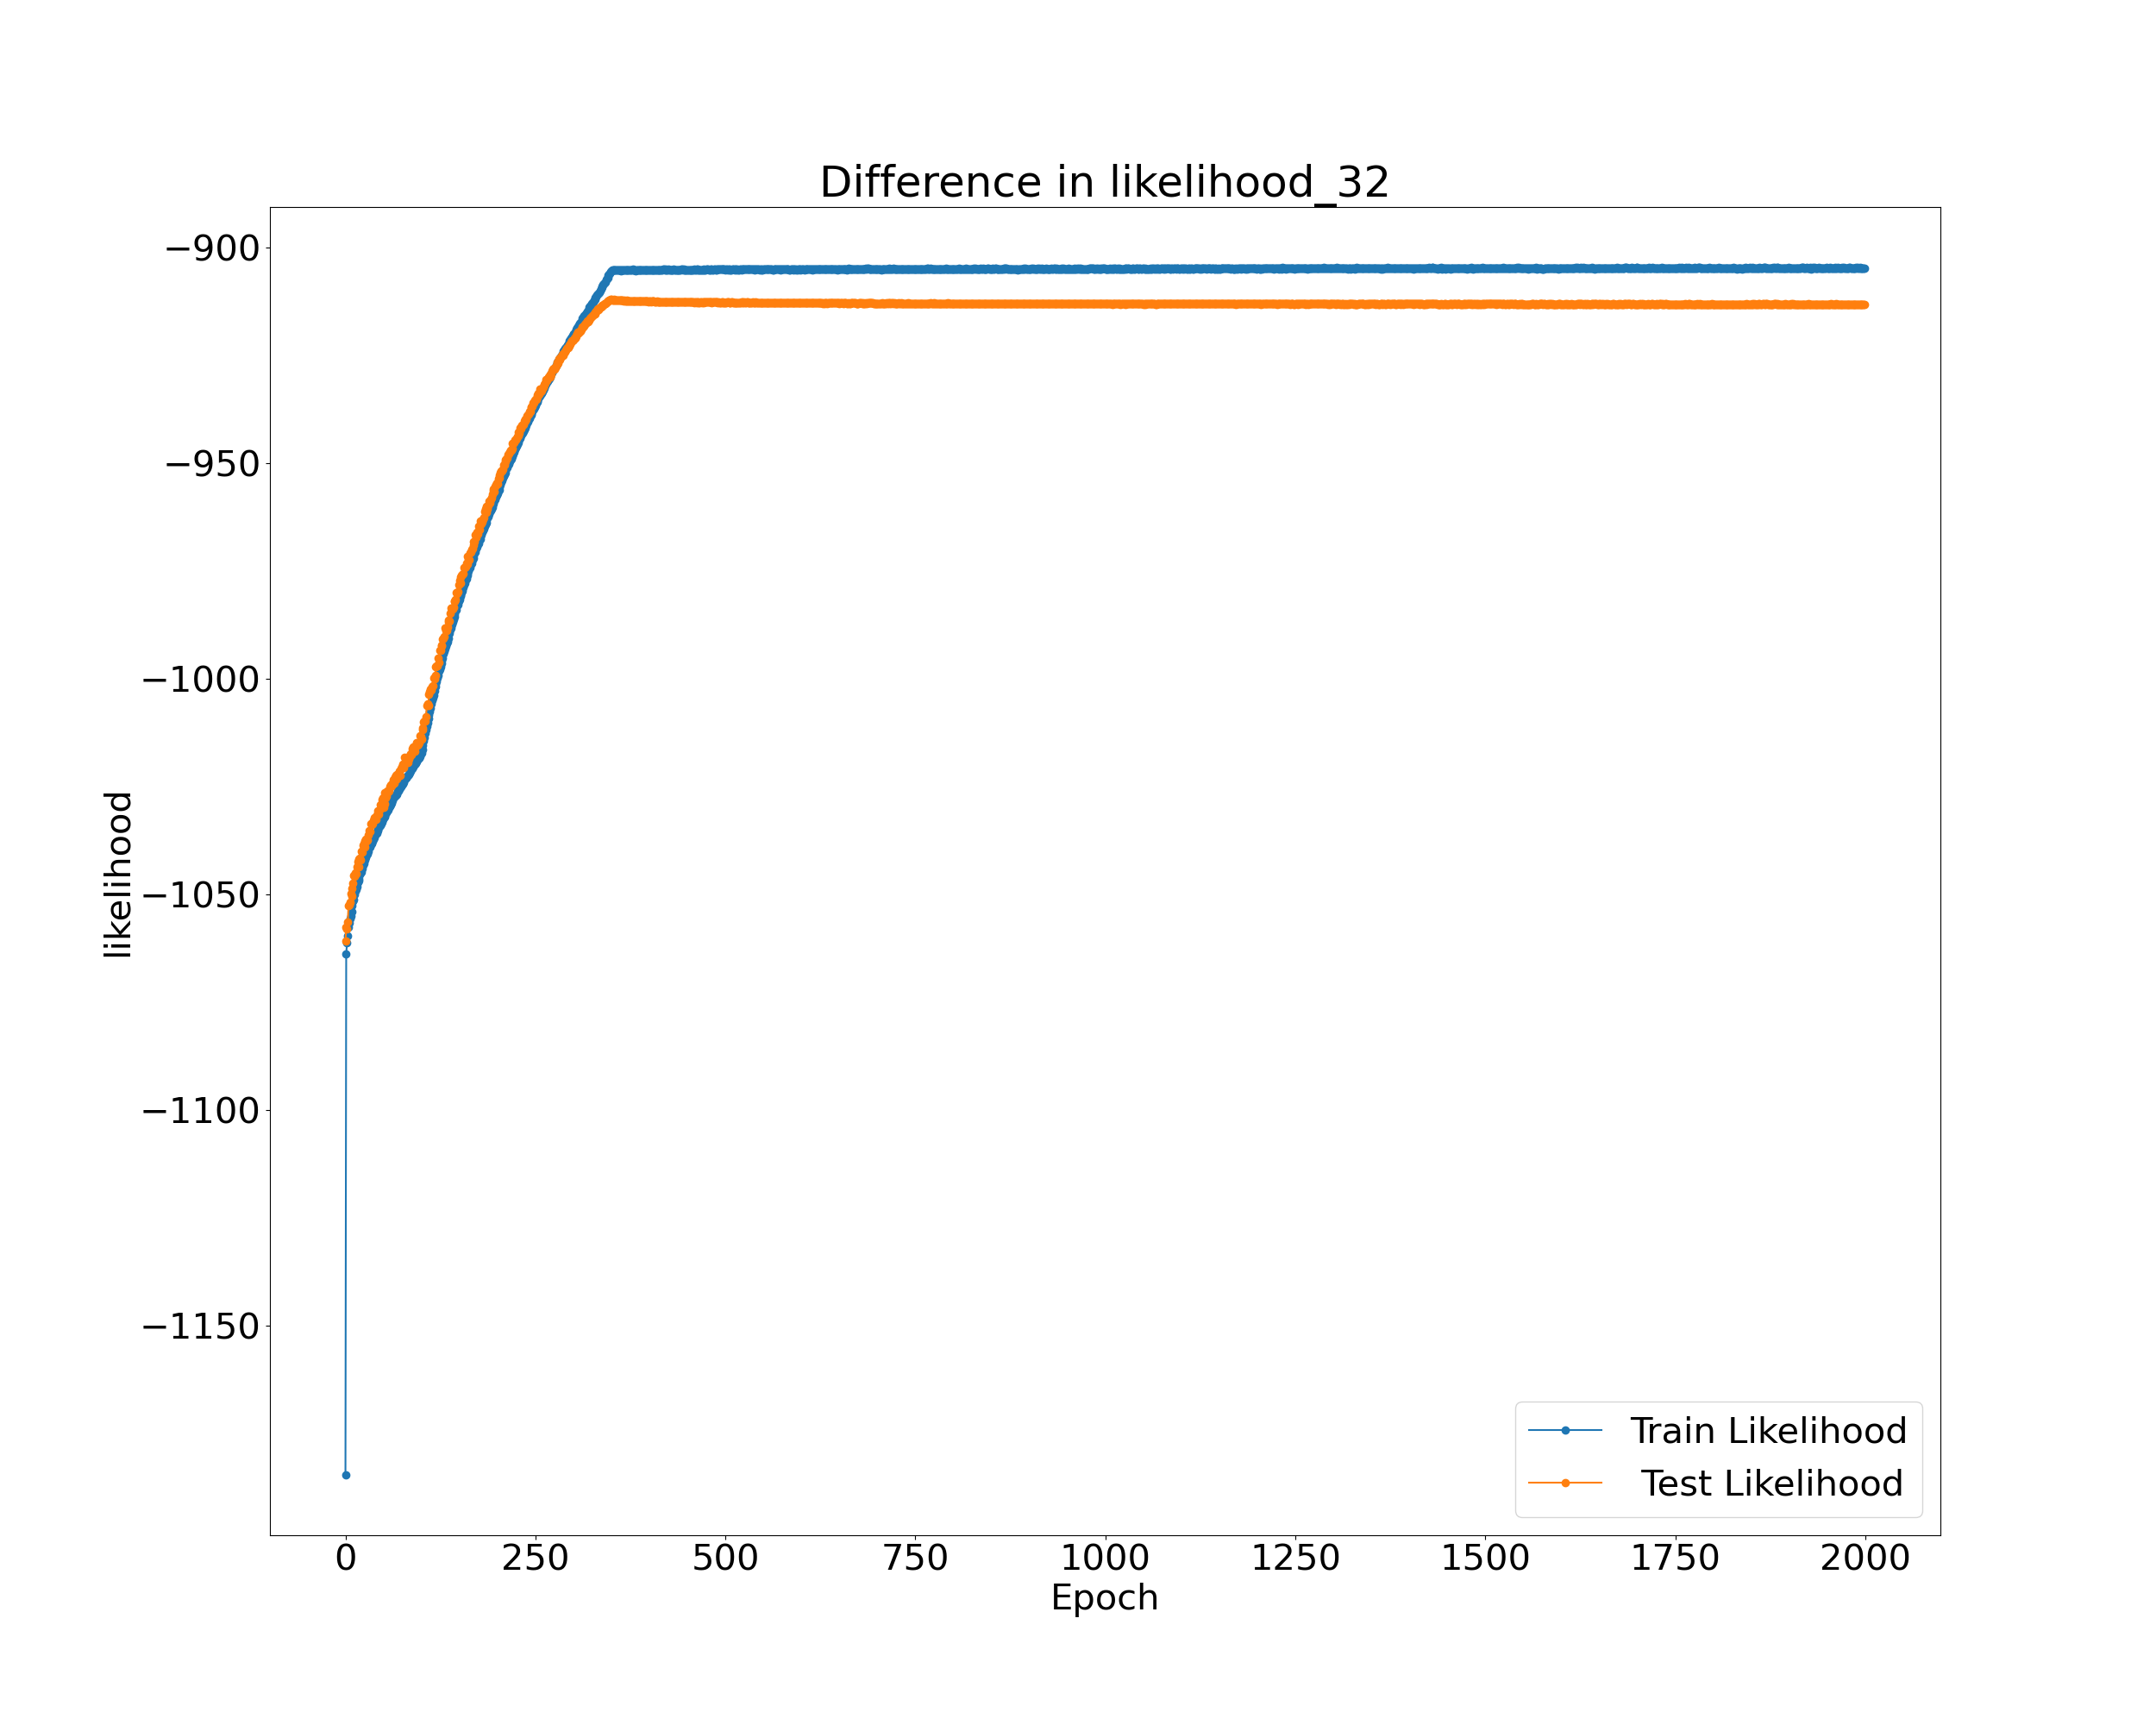 Difference in likelihood_32
−900
−950
−1000
−1050
−1100
−1150
likelihood
0 250 500 750 1000 1250 1500 1750 2000
Epoch
Train Likelihood
Test Likelihood